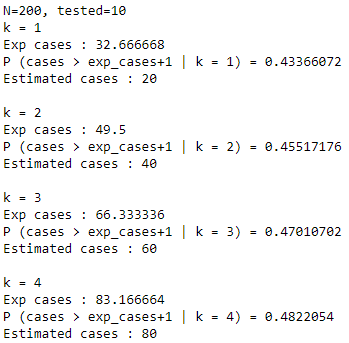 N=200, tested=10
k = 1
Exp cases : 32.666668
P (cases > exp_cases+1 | k = 1) = 0.43366072
Estimated cases : 20

k = 2
Exp cases : 49.5
P (cases > exp_cases+1 | k = 2) = 0.45517176
Estimated cases : 40

k = 3
Exp cases : 66.333336
P (cases > exp_cases+1 | k = 3) = 0.47010702
Estimated cases : 60

k = 4
Exp cases : 83.166664
P (cases > exp_cases+1 | k = 4) = 0.4822054
Estimated cases : 80